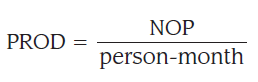 PROD = NOP
person-month